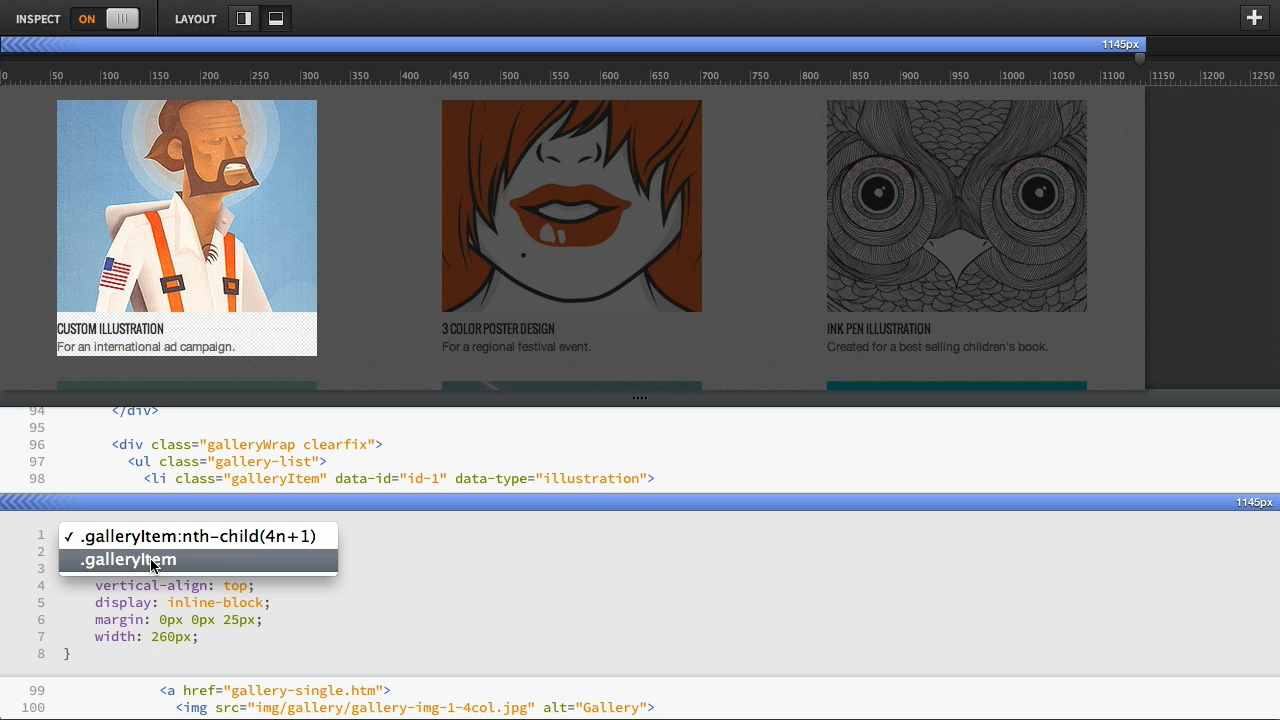 INSPECT ON LAYOUT
1145px
0 50 100 150 200 250 300 350 400 450 500 550 600 650 700 750 800 850 900 950 1000 1050 1100 1150 1200 1250
CUSTOM ILLUSTRATION
For an international ad campaign.
3 COLOR POSTER DESIGN
For a regional festival event.
INK PEN ILLUSTRATION
Created for a best selling children's book.
94 </div>
95
96 <div class="galleryWrap clearfix">
97 <ul class="gallery-list">
98 <li class="galleryItem" data-id="id-1" data-type="illustration">
1145px
1 ✓ .galleryItem:nth-child(4n+1)
2 .galleryItem
3
4 vertical-align: top;
5 display: inline-block;
6 margin: 0px 0px 25px;
7 width: 260px;
8 }
99 <a href="gallery-single.htm">
100 <img src="img/gallery/gallery-img-1-4col.jpg" alt="Gallery">